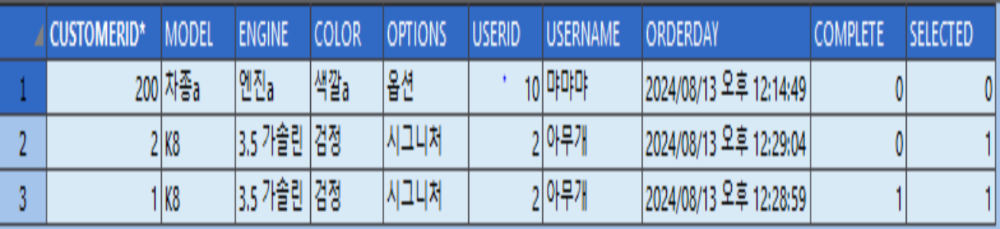 CUSTOMERID* MODEL ENGINE COLOR OPTIONS USERID USERNAME ORDERDAY COMPLETE SELECTED
1 200 차종a 엔진a 색깔a 옵션 10 먀먀먀 2024/08/13 오후 12:14:49 0 0
2 2 K8 3.5 가솔린 검정 시그니처 2 아무개 2024/08/13 오후 12:29:04 0 1
3 1 K8 3.5 가솔린 검정 시그니처 2 아무개 2024/08/13 오후 12:28:59 1 1